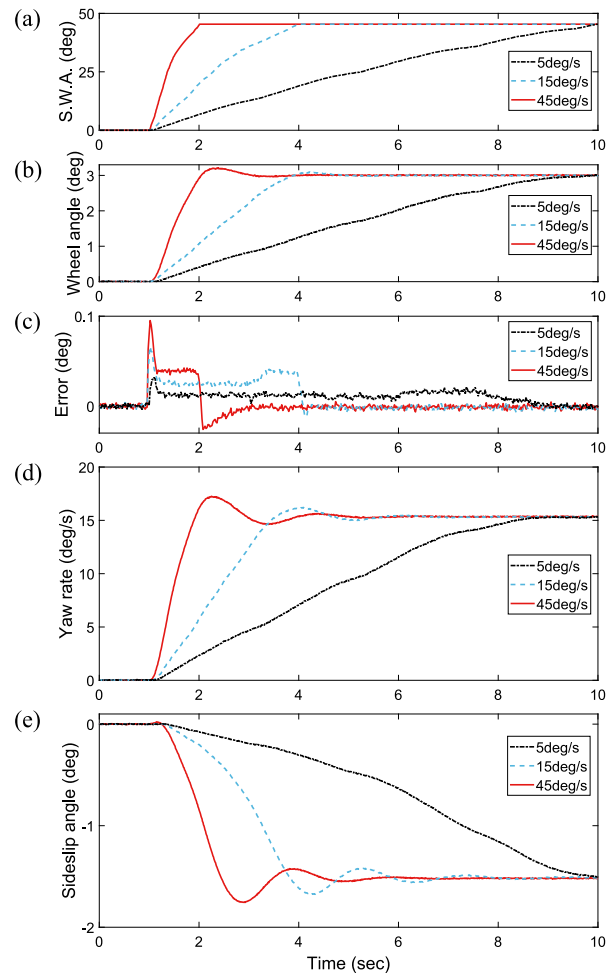 (a)
S.W.A. (deg)
50
25
0
5deg/s
15deg/s
45deg/s
0 2 4 6 8 10
(b)
Wheel angle (deg)
3
2
1
0
5deg/s
15deg/s
45deg/s
0 2 4 6 8 10
(c)
Error (deg)
0.1
0
5deg/s
15deg/s
45deg/s
0 2 4 6 8 10
(d)
Yaw rate (deg/s)
20
15
10
5
0
5deg/s
15deg/s
45deg/s
0 2 4 6 8 10
(e)
Sideslip angle (deg)
0
-1
-2
5deg/s
15deg/s
45deg/s
0 2 4 6 8 10
Time (sec)